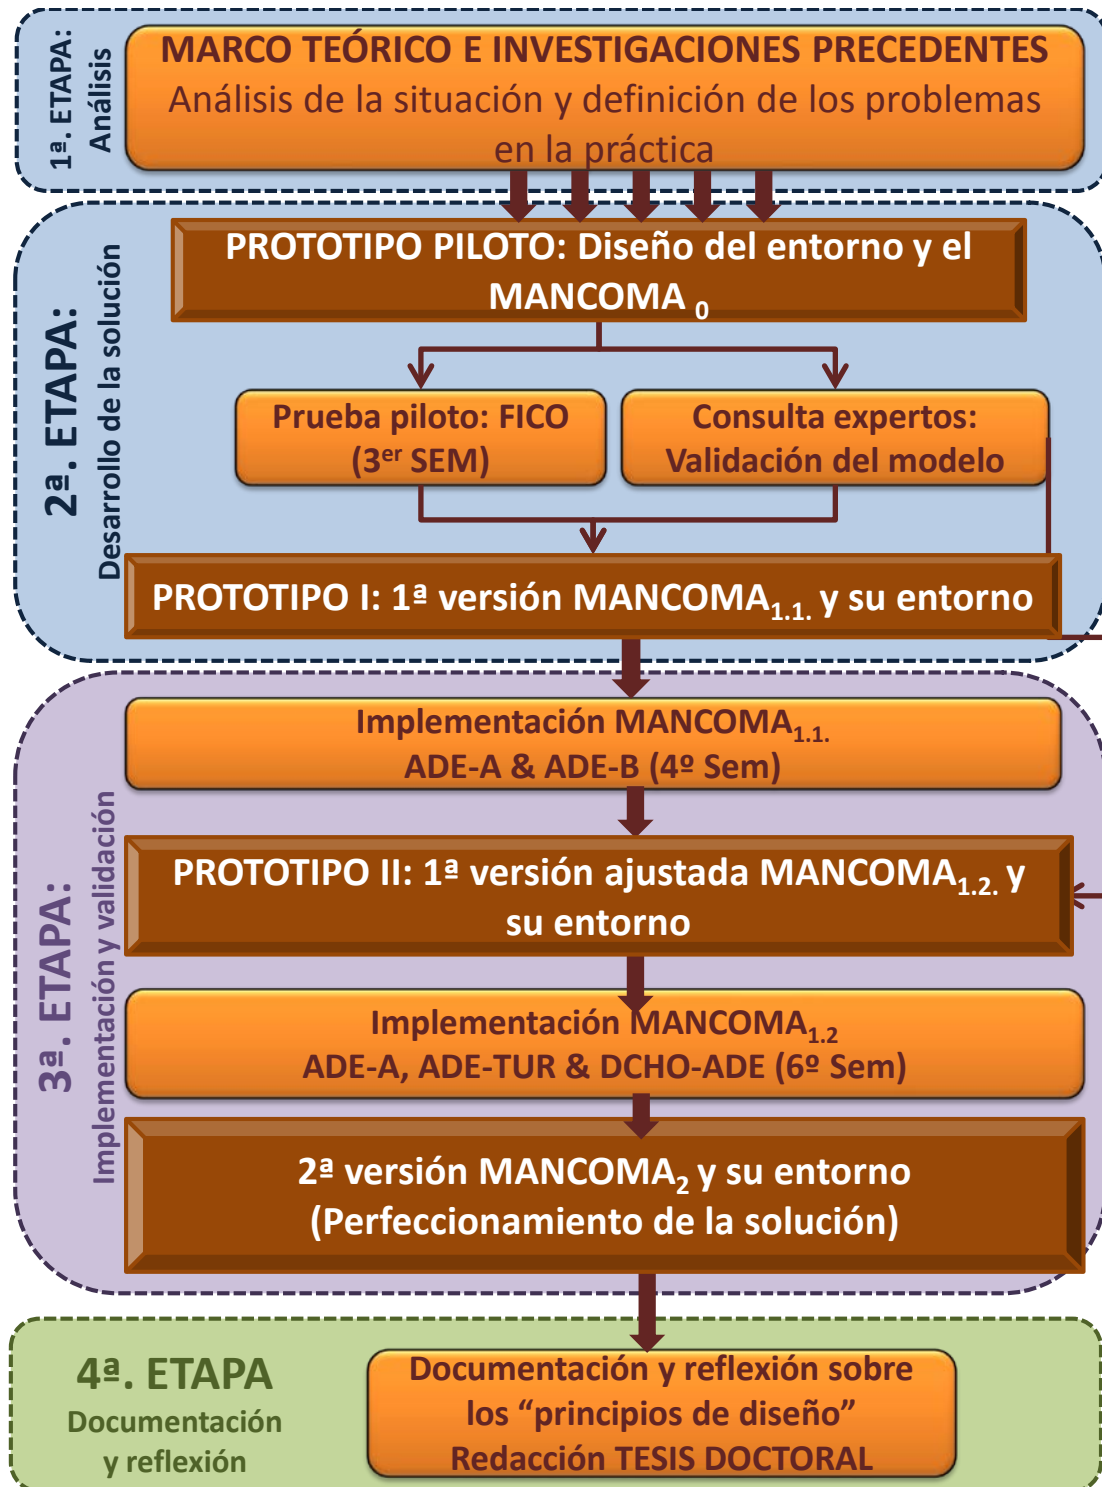 1ª. ETAPA:
Análisis
MARCO TEÓRICO E INVESTIGACIONES PRECEDENTES
Análisis de la situación y definición de los problemas
en la práctica
2ª. ETAPA:
Desarrollo de la solución
PROTOTIPO PILOTO: Diseño del entorno y el
MANCOMA 0
Prueba piloto: FICO
(3er SEM)
Consulta expertos:
Validación del modelo
PROTOTIPO I: 1ª versión MANCOMA1.1. y su entorno
3ª. ETAPA:
Implementación y validación
Implementación MANCOMA1.1.
ADE-A & ADE-B (4º Sem)
PROTOTIPO II: 1ª versión ajustada MANCOMA1.2. y
su entorno
Implementación MANCOMA1.2
ADE-A, ADE-TUR & DCHO-ADE (6º Sem)
2ª versión MANCOMA2 y su entorno
(Perfeccionamiento de la solución)
4ª. ETAPA
Documentación
y reflexión
Documentación y reflexión sobre
los “principios de diseño”
Redacción TESIS DOCTORAL